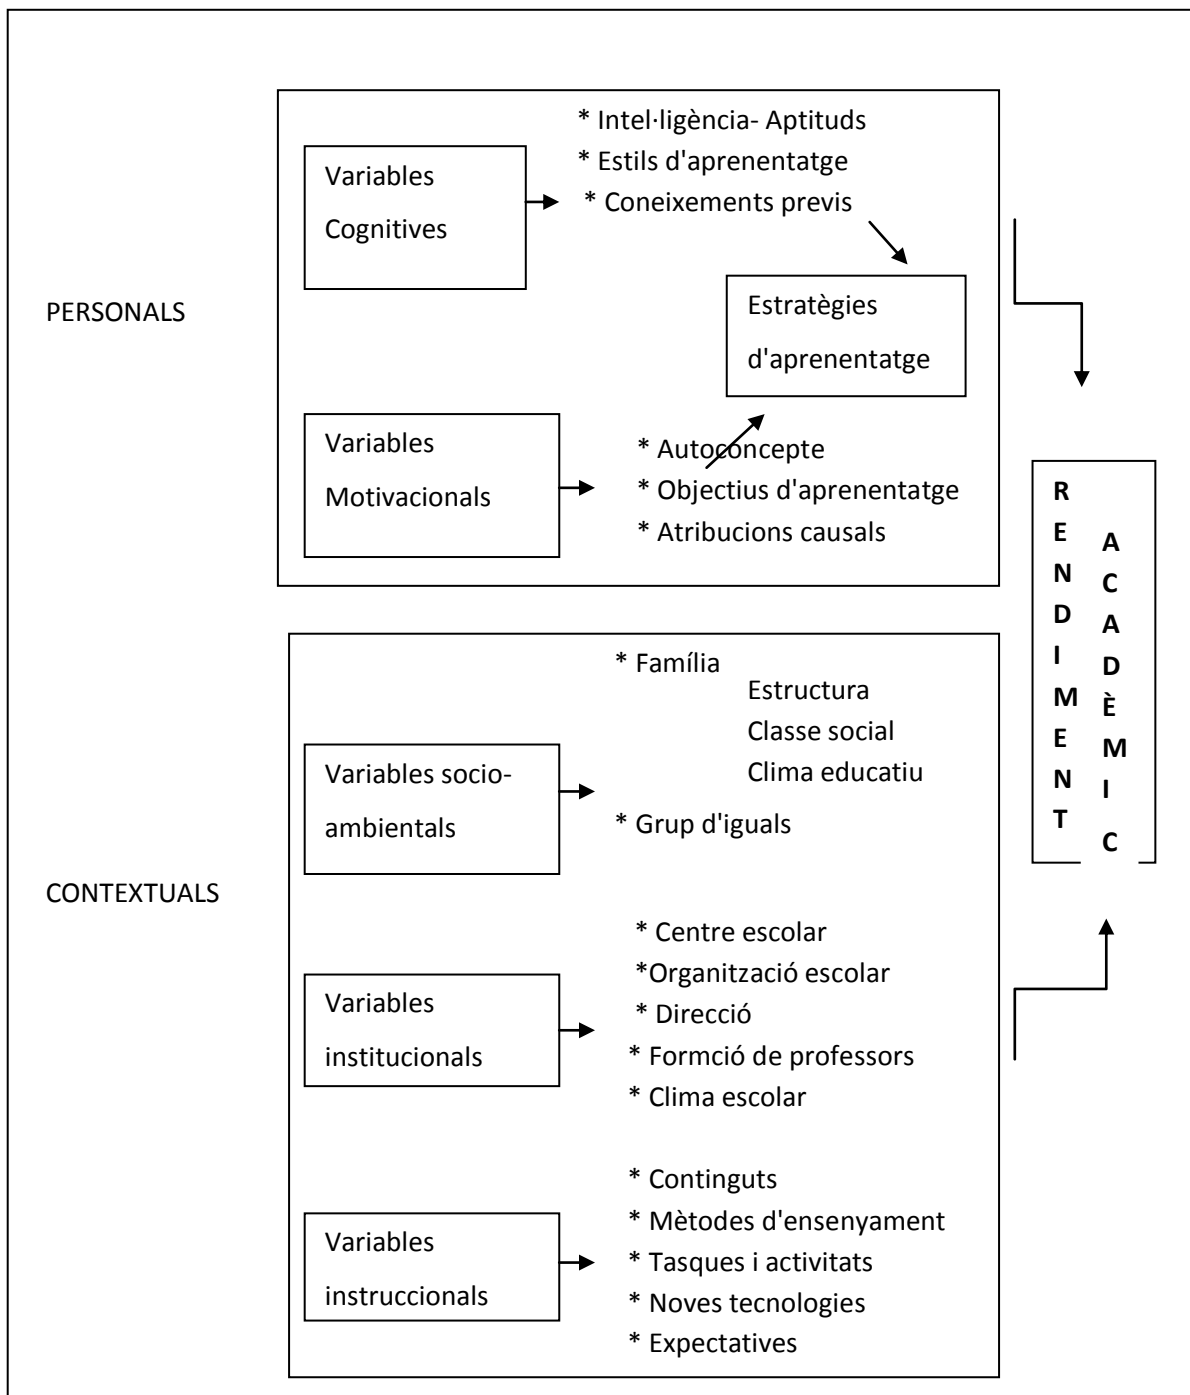 * Intel·ligència- Aptituds
* Estils d'aprenentatge
* Coneixements previs
Variables
Cognitives
PERSONALS
Estratègies
d'aprenentatge
Variables
Motivacionals
* Autoconcepte
* Objectius d'aprenentatge
* Atribucions causals
* Família
Estructura
Classe social
Clima educatiu
* Grup d'iguals
Variables socio-
ambientals
CONTEXTUALS
* Centre escolar
*Organització escolar
* Direcció
* Formció de professors
* Clima escolar
Variables
institucionals
* Continguts
* Mètodes d'ensenyament
* Tasques i activitats
* Noves tecnologies
* Expectatives
Variables
instruccionals
RENDIMENT
ACADÈMIC